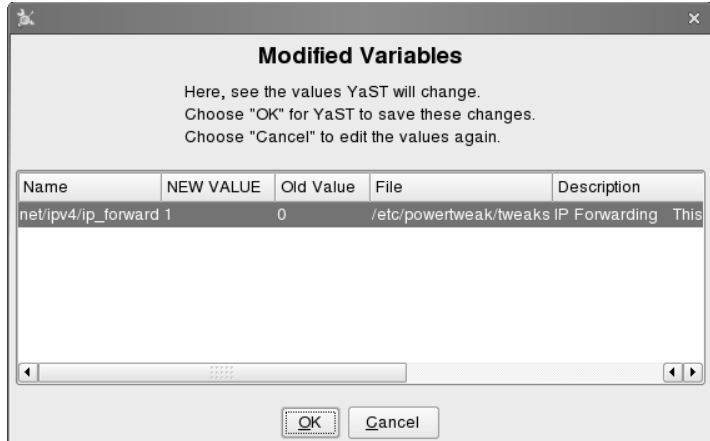 Modified Variables
Here, see the values YaST will change.
Choose "OK" for YaST to save these changes.
Choose "Cancel" to edit the values again.
Name NEW VALUE Old Value File Description
net/ipv4/ip_forward 1 0 /etc/powertweak/tweaks IP Forwarding This
OK Cancel